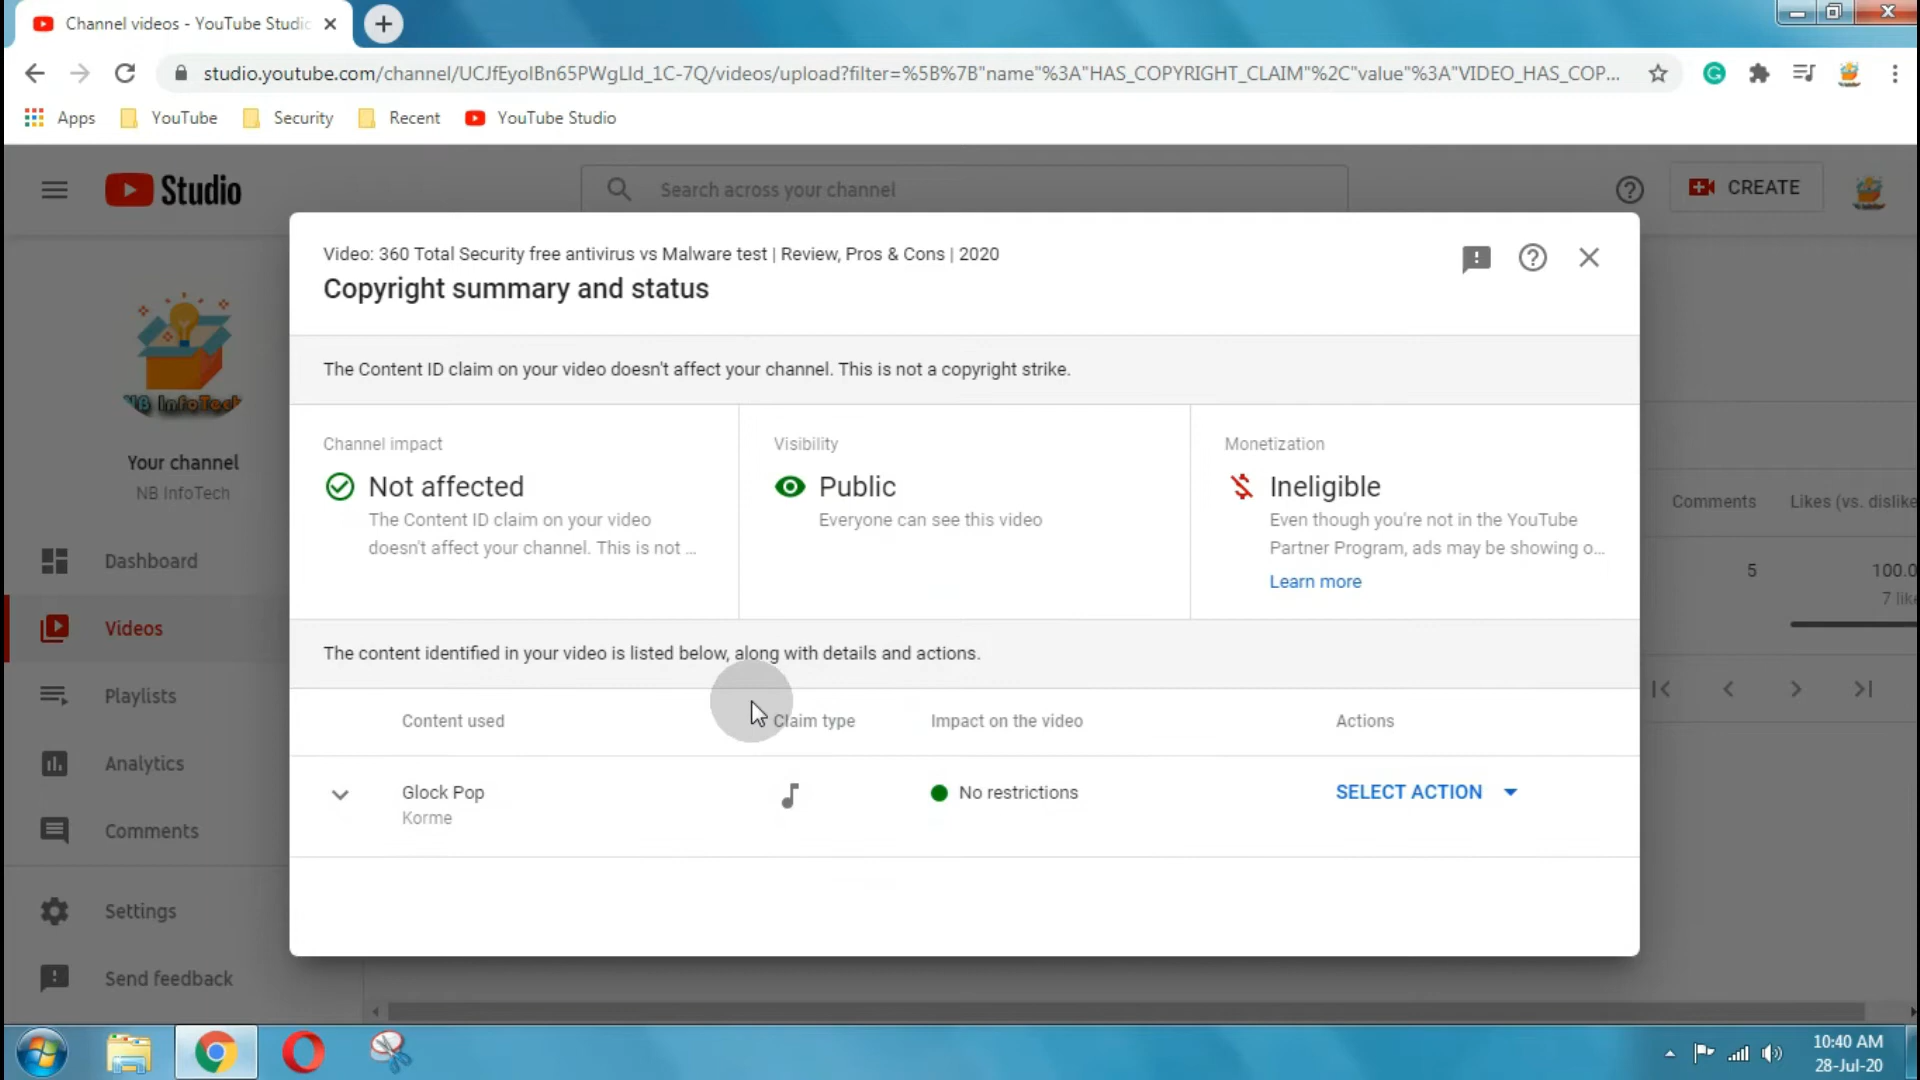 Channel videos - YouTube Studio
studio.youtube.com/channel/UCJfEyoIBn65PWgLId_1C-7Q/videos/upload?filter=%5B%7B"name"%3A"HAS_COPYRIGHT_CLAIM"%2C"value"%3A"VIDEO_HAS_COP...
Apps YouTube Security Recent YouTube Studio
Studio
Search across your channel
CREATE
Video: 360 Total Security free antivirus vs Malware test | Review, Pros & Cons | 2020
Copyright summary and status
The Content ID claim on your video doesn't affect your channel. This is not a copyright strike.
Channel impact
Not affected
The Content ID claim on your video
doesn't affect your channel. This is not ...
Visibility
Public
Everyone can see this video
Monetization
Ineligible
Even though you're not in the YouTube
Partner Program, ads may be showing o...
Learn more
The content identified in your video is listed below, along with details and actions.
Content used Claim type Impact on the video Actions
Glock Pop
Korme
No restrictions
SELECT ACTION
NB InfoTech
Your channel
NB InfoTech
Dashboard
Videos
Playlists
Analytics
Comments
Settings
Send feedback
Comments Likes (vs. dislike
5 100.0
7 lik
10:40 AM
28-Jul-20